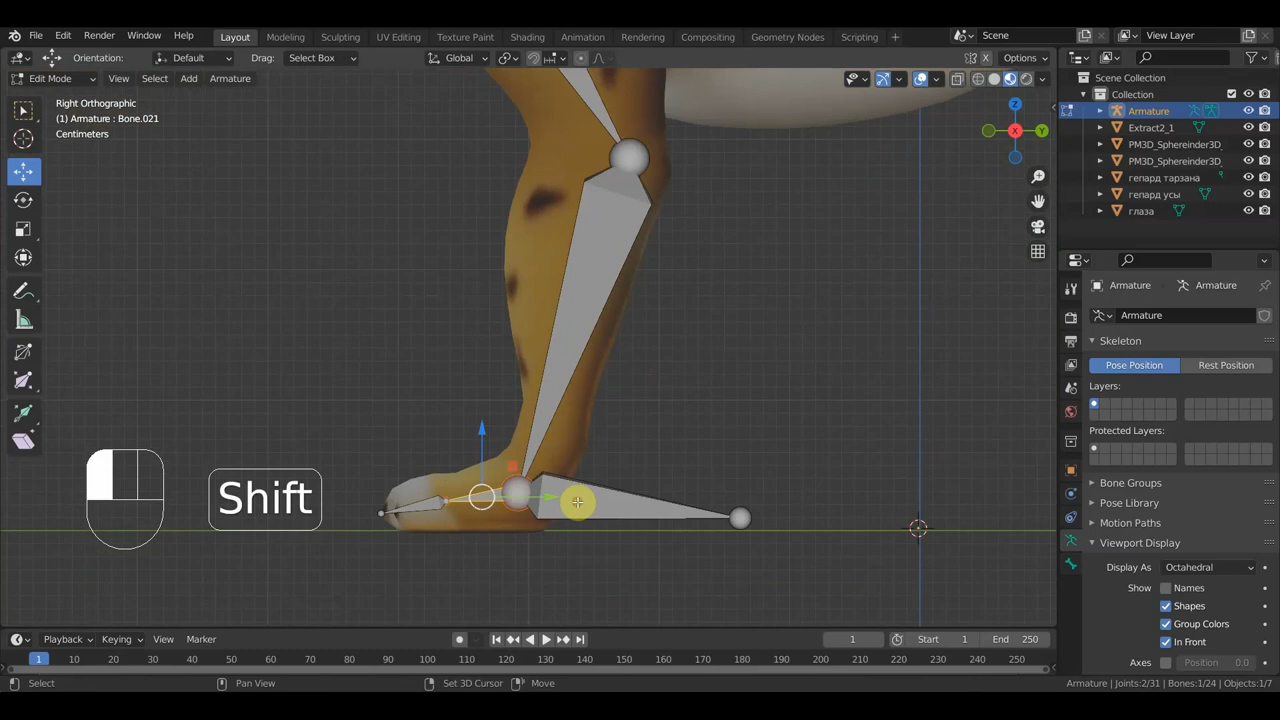 File Edit Render Window Help Layout Modeling Sculpting UV Editing Texture Paint Shading Animation Rendering Compositing Geometry Nodes Scripting + Scene View Layer
Orientation: Default Drag: Select Box Global Options
Edit Mode View Select Add Armature
Right Orthographic
(1) Armature : Bone.021
Centimeters
X
Y
Z
Shift
Scene Collection
Collection
Armature
Extract2_1
PM3D_Sphereinder3D_
PM3D_Sphereinder3D_
гепард тарзана
гепард усы
глаза
Armature Armature
Armature
Skeleton
Pose Position Rest Position
Layers:
Protected Layers:
Bone Groups
Pose Library
Motion Paths
Viewport Display
Display As Octahedral
Show Names
Shapes
Group Colors
In Front
Axes Position 0.0
Playback Keying View Marker 1 Start 1 End 250
1 10 20 30 40 50 60 70 80 90 100 110 120 130 140 150 160 170 180 190 200 210 220 230 240 250
Select Pan View Set 3D Cursor Move Armature | Joints:2/31 | Bones:1/24 | Objects:1/7